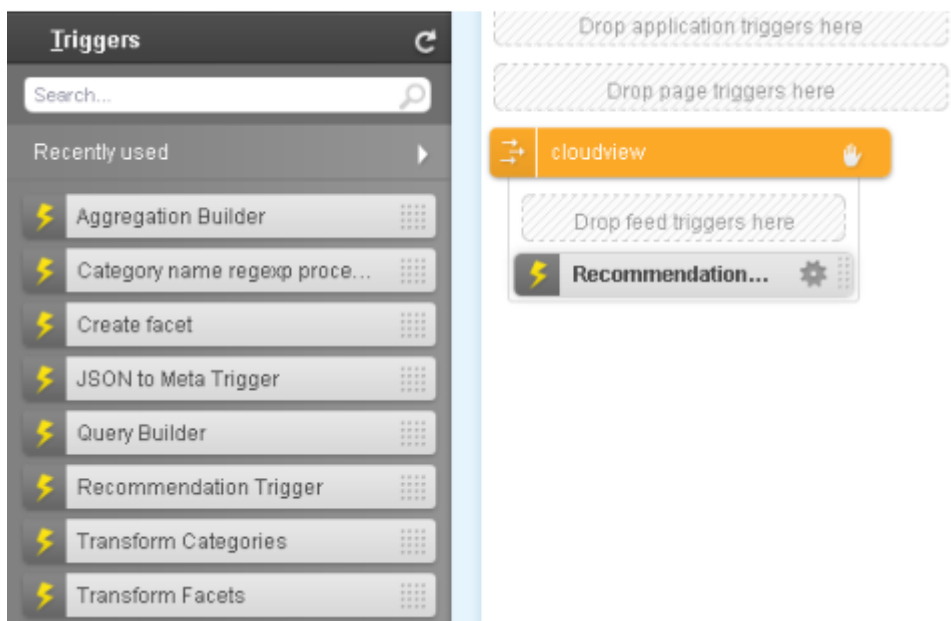 Triggers
Search...
Recently used
Aggregation Builder
Category name regexp proce...
Create facet
JSON to Meta Trigger
Query Builder
Recommendation Trigger
Transform Categories
Transform Facets
Drop application triggers here
Drop page triggers here
cloudview
Drop feed triggers here
Recommendation...